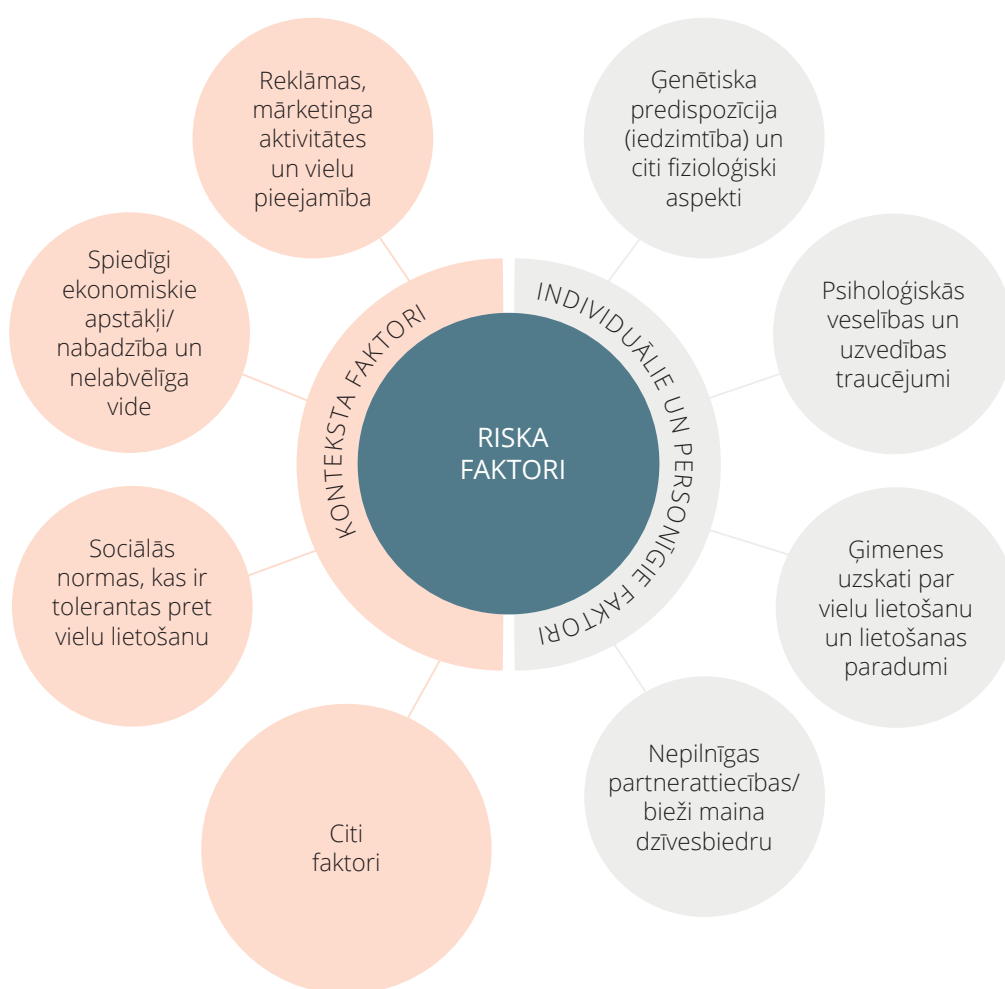 RISKA
FAKTORI
KONTEKSTA FAKTORI
Reklāmas,
mārketinga
aktivitātes
un vielu
pieejamība
Spiedīgi
ekonomiskie
apstākļi/
nabadzība un
nelabvēlīga
vide
Sociālās
normas, kas ir
tolerantas pret
vielu lietošanu
Citi
faktori
INDIVIDUĀLIE UN PERSONĪGIE FAKTORI
Ģenētiska
predispozīcija
(iedzimtība) un
citi fizioloģiski
aspekti
Psiholoģiskās
veselības un
uzvedības
traucējumi
Ģimenes
uzskati par
vielu lietošanu
un lietošanas
paradumi
Nepilnīgas
partnerattiecības/
bieži maina
dzīvesbiedru